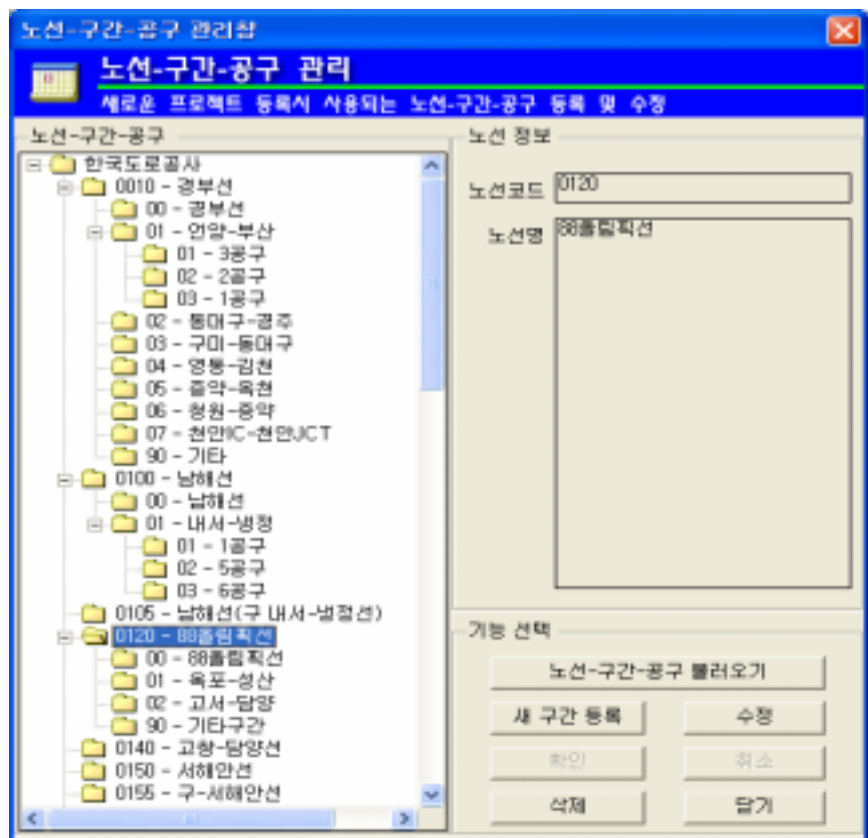 노선-구간-공구 관리창
노선-구간-공구 관리
새로운 프로젝트 등록시 사용되는 노선-구간-공구 등록 및 수정
노선-구간-공구
한국도로공사
0010 - 경부선
00 - 경부선
01 - 언양-부산
01 - 3공구
02 - 2공구
03 - 1공구
02 - 동대구-경주
03 - 구미-동대구
04 - 영동-김천
05 - 증약-옥천
06 - 청원-증약
07 - 천안IC-천안JCT
90 - 기타
0100 - 남해선
00 - 남해선
01 - 내서-냉정
01 - 1공구
02 - 5공구
03 - 6공구
0105 - 남해선(구 내서-냉정선)
0120 - 88올림픽선
00 - 88올림픽선
01 - 옥포-성산
02 - 고서-담양
90 - 기타구간
0140 - 고창-담양선
0150 - 서해안선
0155 - 구-서해안선
노선 정보
노선코드 0120
노선명 88올림픽선
기능 선택
노선-구간-공구 불러오기
새 구간 등록 수정
확인 취소
삭제 닫기